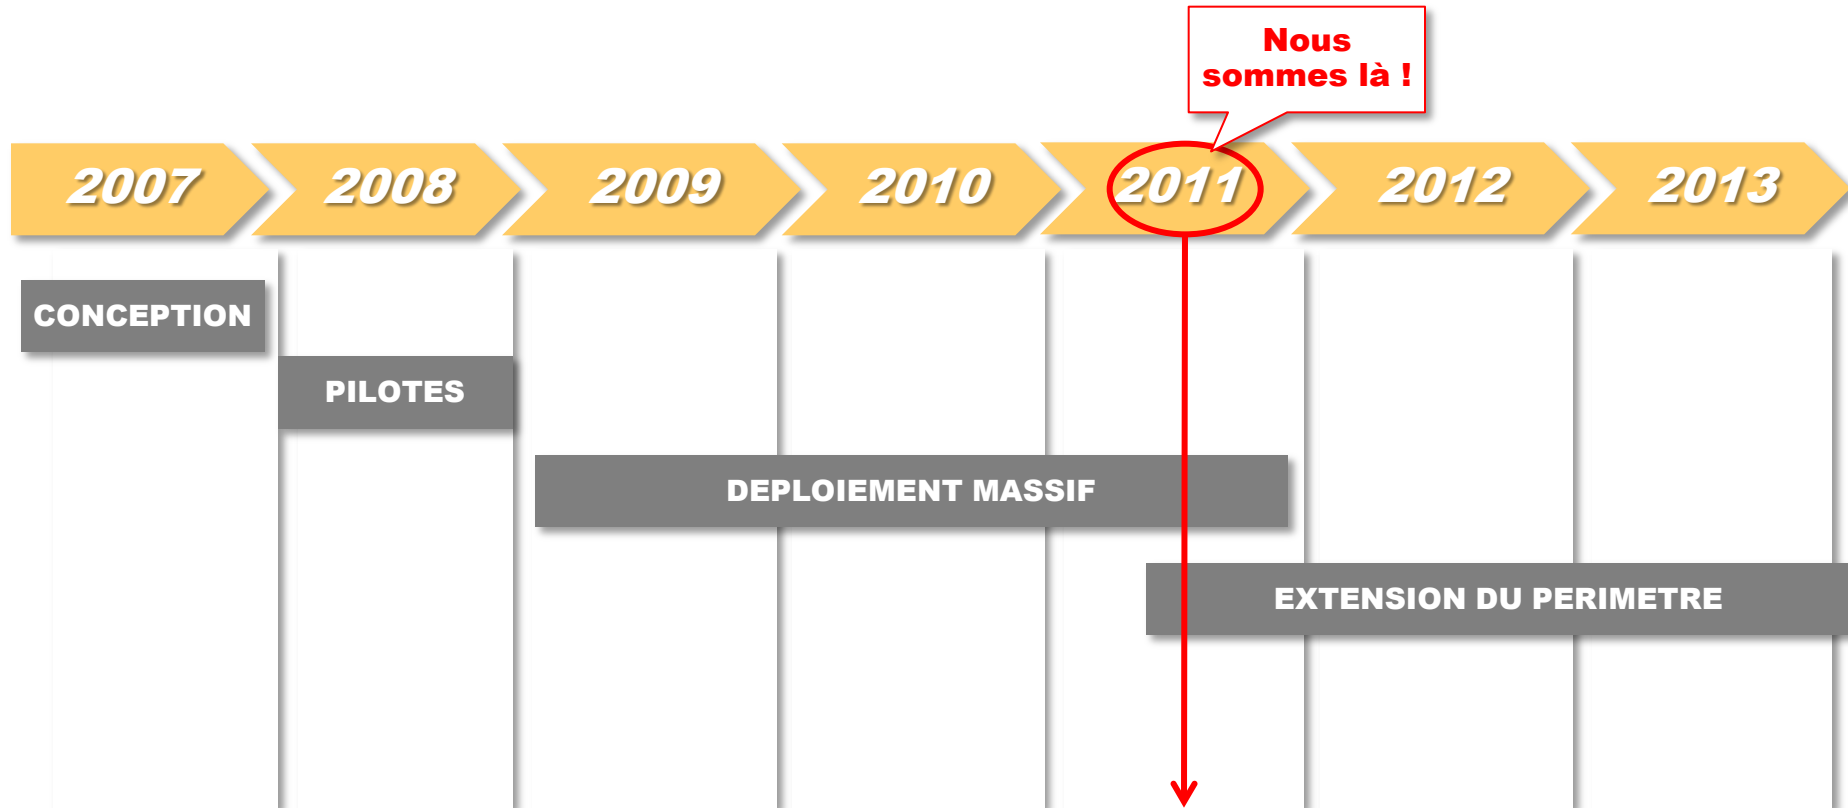 Nous
sommes là !
2007 2008 2009 2010 2011 2012 2013
CONCEPTION
PILOTES
DEPLOIEMENT MASSIF
EXTENSION DU PERIMETRE